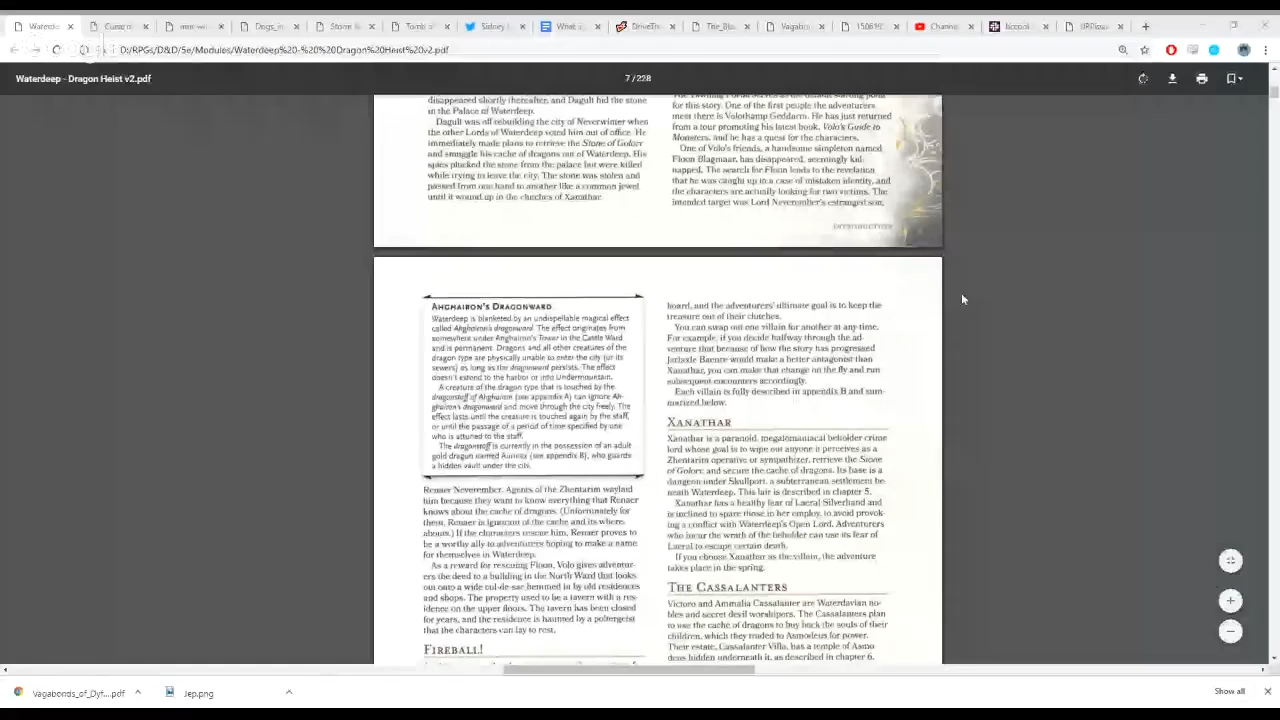 Waterde
Curse o
Dogs_in
Storm K
Tomb of
Sidney
What a
DriveTh
The_Bla
Vagabo
15061
Channe
D:/RPGs/D&D/5e/Modules/Waterdeep%20-%20%20Dragon%20Heist%20v2.pdf
Waterdeep - Dragon Heist v2.pdf
7 / 228
disappeared shortly thereafter, and Dagult hid the stone
in the Palace of Waterdeep.
Dagult was off rebuilding the city of Neverwinter when
the other Lords of Waterdeep voted him out of office. He
immediately made plans to retrieve the Stone of Golorr
and smuggle his cache of dragons out of Waterdeep. His
spies plucked the stone from the palace but were killed
while trying to leave the city. The stone was stolen and
passed from one hand to another like a common jewel
until it wound up in the clutches of Xanathar.
The Yawning Portal serves as the default starting point
for this story. One of the first people the adventurers
meet there is Volothamp Geddarm. He has just returned
from a tour promoting his latest book, Volo's Guide to
Monsters, and he has a quest for the characters.
One of Volo's friends, a handsome simpleton named
Floon Blagmaar, has disappeared, seemingly kid-
napped. The search for Floon leads to the revelation
that he was caught up in a case of mistaken identity, and
the characters are actually looking for two victims. The
intended target was Lord Neverember's estranged son,
INTRODUCTION
AHGHAIRON'S DRAGONWARD
Waterdeep is blanketed by an undispellable magical effect
called Ahghairon's dragonward. The effect originates from
somewhere under Ahghairon's Tower in the Castle Ward
and is permanent. Dragons and all other creatures of the
dragon type are physically unable to enter the city (or its
sewers) as long as the dragonward persists. The effect
doesn't extend to the harbor or into Undermountain.
A creature of the dragon type that is touched by the
dragonstaff of Ahghairon (see appendix A) can ignore Ah-
ghairon's dragonward and move through the city freely. The
effect lasts until the creature is touched again by the staff,
or until the passage of a period of time specified by one
who is attuned to the staff.
The dragonstaff is currently in the possession of an adult
gold dragon named Aurinax (see appendix B), who guards
a hidden vault under the city.
Renaer Neverember. Agents of the Zhentarim waylaid
him because they want to know everything that Renaer
knows about the cache of dragons. (Unfortunately for
them, Renaer is ignorant of the cache and its where-
abouts.) If the characters rescue him, Renaer proves to
be a worthy ally to adventurers hoping to make a name
for themselves in Waterdeep.
As a reward for rescuing Floon, Volo gives adventur-
ers the deed to a building in the North Ward that looks
out onto a wide cul-de-sac hemmed in by old residences
and shops. The property used to be a tavern with a res-
idence on the upper floors. The tavern has been closed
for years, and the residence is haunted by a poltergeist
that the characters can lay to rest.
FIREBALL!
hoard, and the adventurers' ultimate goal is to keep the
treasure out of their clutches.
You can swap out one villain for another at any time.
For example, if you decide halfway through the ad-
venture that because of how the story has progressed
Jarlaxle Baenre would make a better antagonist than
Xanathar, you can make that change on the fly and run
subsequent encounters accordingly.
Each villain is fully described in appendix B and sum-
marized below.
XANATHAR
Xanathar is a paranoid, megalomaniacal beholder crime
lord whose goal is to wipe out anyone it perceives as a
Zhentarim operative or sympathizer, retrieve the Stone
of Golorr, and secure the cache of dragons. Its base is a
dungeon under Skullport, a subterranean settlement be-
neath Waterdeep. This lair is described in chapter 5.
Xanathar has a healthy fear of Laeral Silverhand and
is inclined to spare those in her employ, to avoid provok-
ing a conflict with Waterdeep's Open Lord. Adventurers
who incur the wrath of the beholder can use its fear of
Laeral to escape certain death.
If you choose Xanathar as the villain, the adventure
takes place in the spring.
THE CASSALANTERS
Victoro and Ammalia Cassalanter are Waterdavian no-
bles and secret devil worshipers. The Cassalanters plan
to use the cache of dragons to buy back the souls of their
children, which they traded to Asmodeus for power.
Their estate, Cassalanter Villa, has a temple of Asmo-
deus hidden underneath it, as described in chapter 6.
Vagabonds_of_Dyf....pdf
Jep.png
Show all